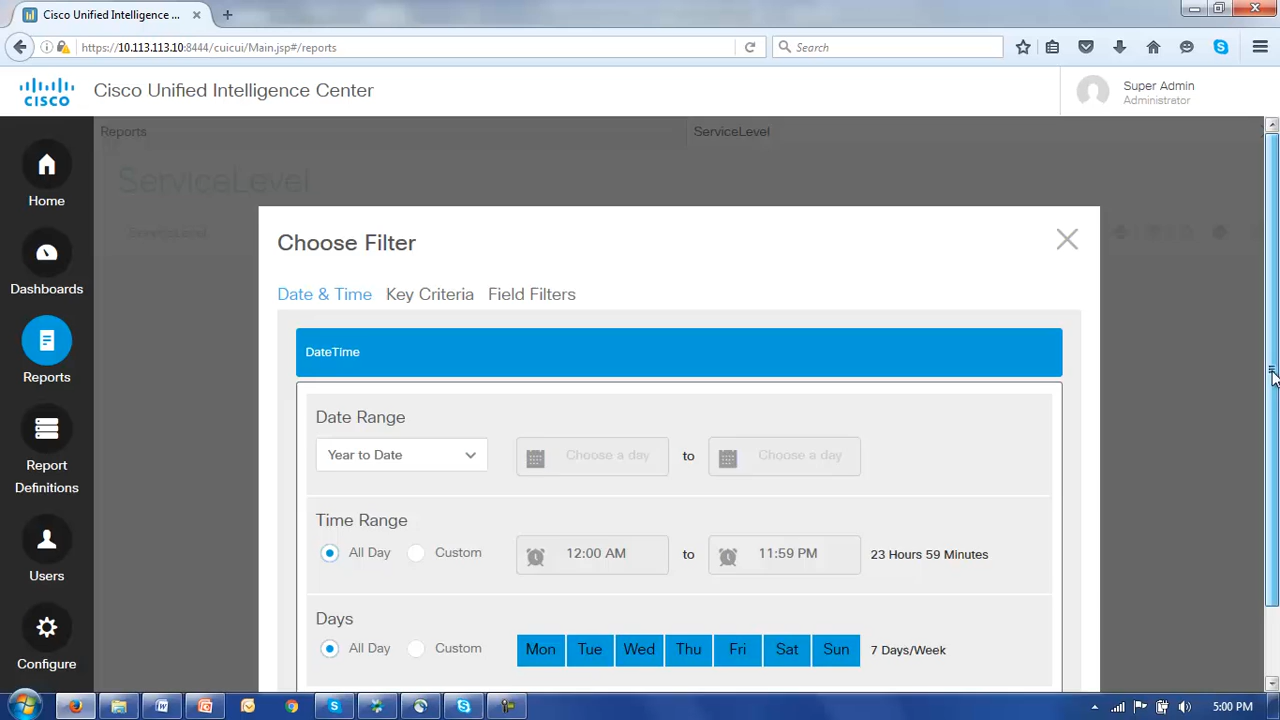 Cisco Unified Intelligence ...
https://10.113.113.10:8444/cuicui/Main.jsp#/reports
Search
CISCO
Cisco Unified Intelligence Center
Super Admin
Administrator
Reports
ServiceLevel
ServiceLevel
ServiceLevel
Home
Dashboards
Reports
Report
Definitions
Users
Configure
Choose Filter
Date & Time Key Criteria Field Filters
DateTime
Date Range
Year to Date Choose a day to Choose a day
Time Range
All Day Custom 12:00 AM to 11:59 PM 23 Hours 59 Minutes
Days
All Day Custom Mon Tue Wed Thu Fri Sat Sun 7 Days/Week
5:00 PM